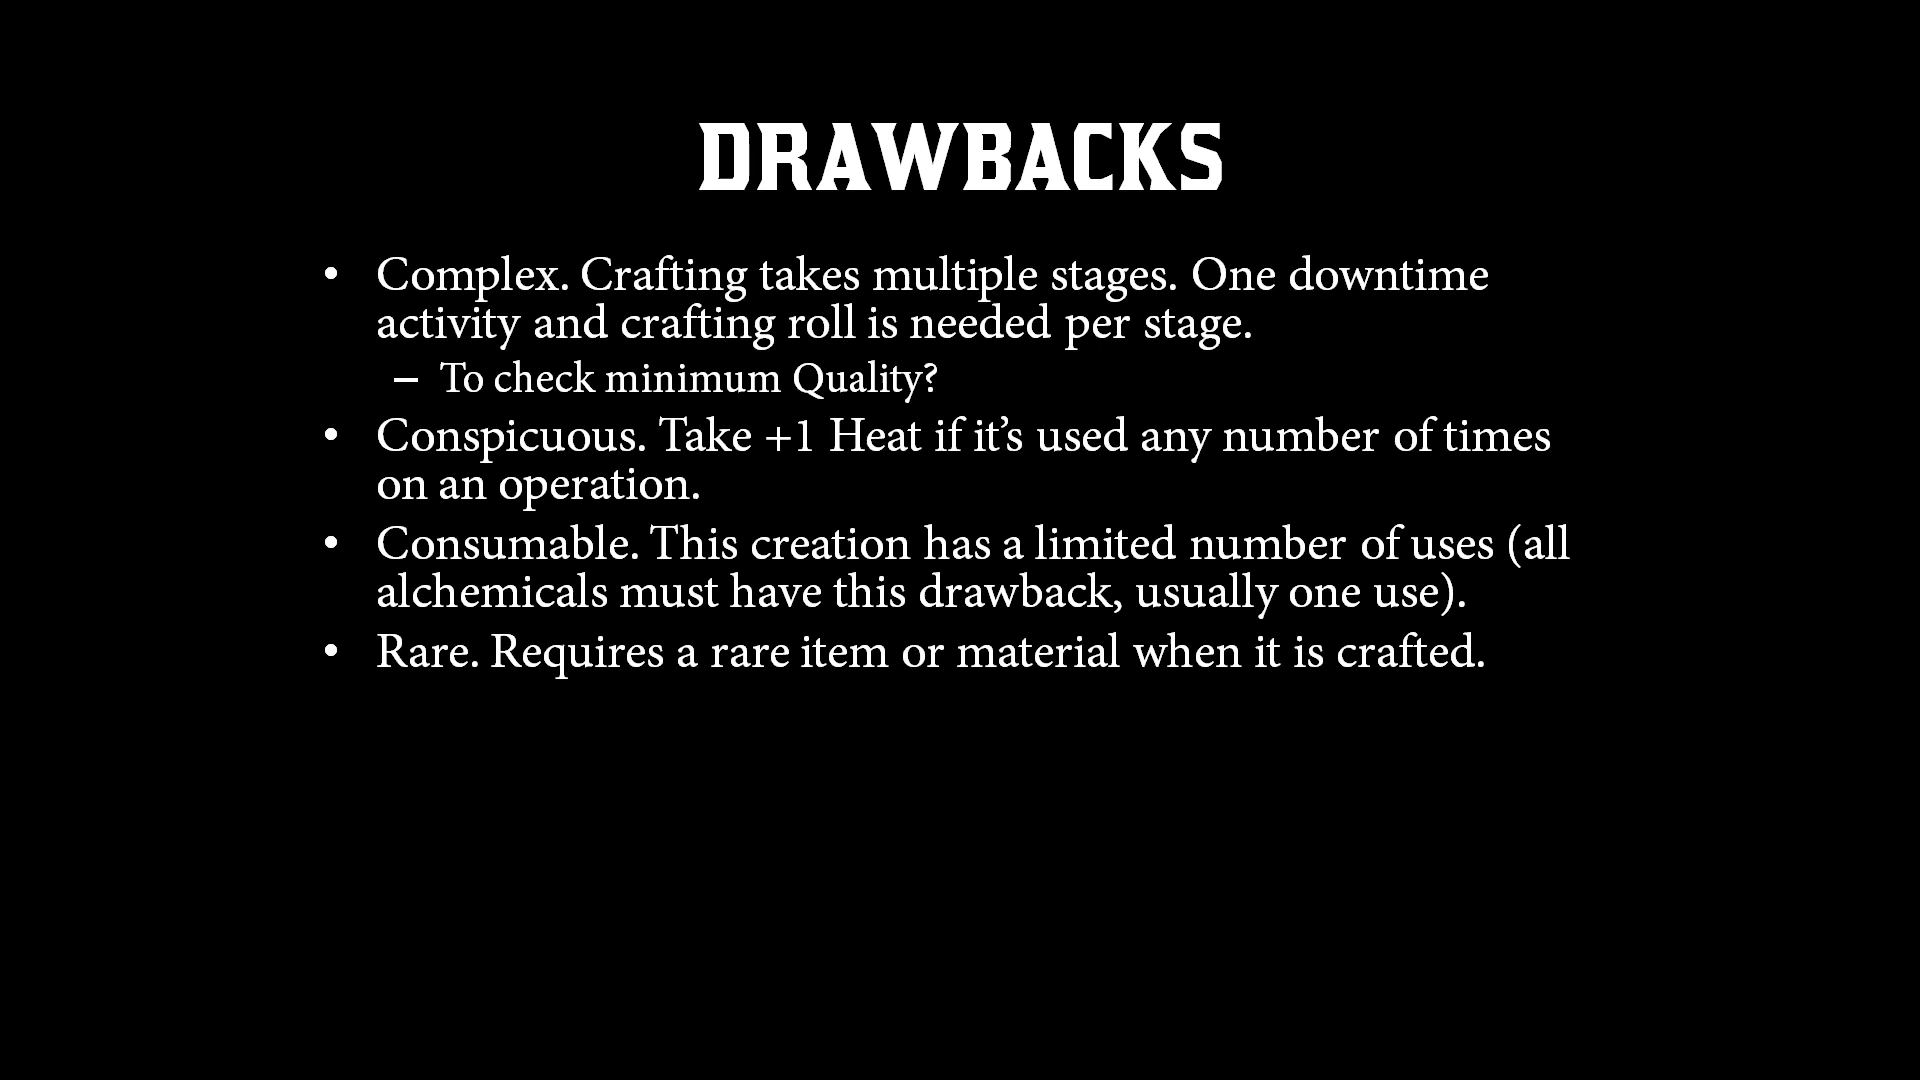 DRAWBACKS
• Complex. Crafting takes multiple stages. One downtime
activity and crafting roll is needed per stage.
– To check minimum Quality?
• Conspicuous. Take +1 Heat if it’s used any number of times
on an operation.
• Consumable. This creation has a limited number of uses (all
alchemicals must have this drawback, usually one use).
• Rare. Requires a rare item or material when it is crafted.